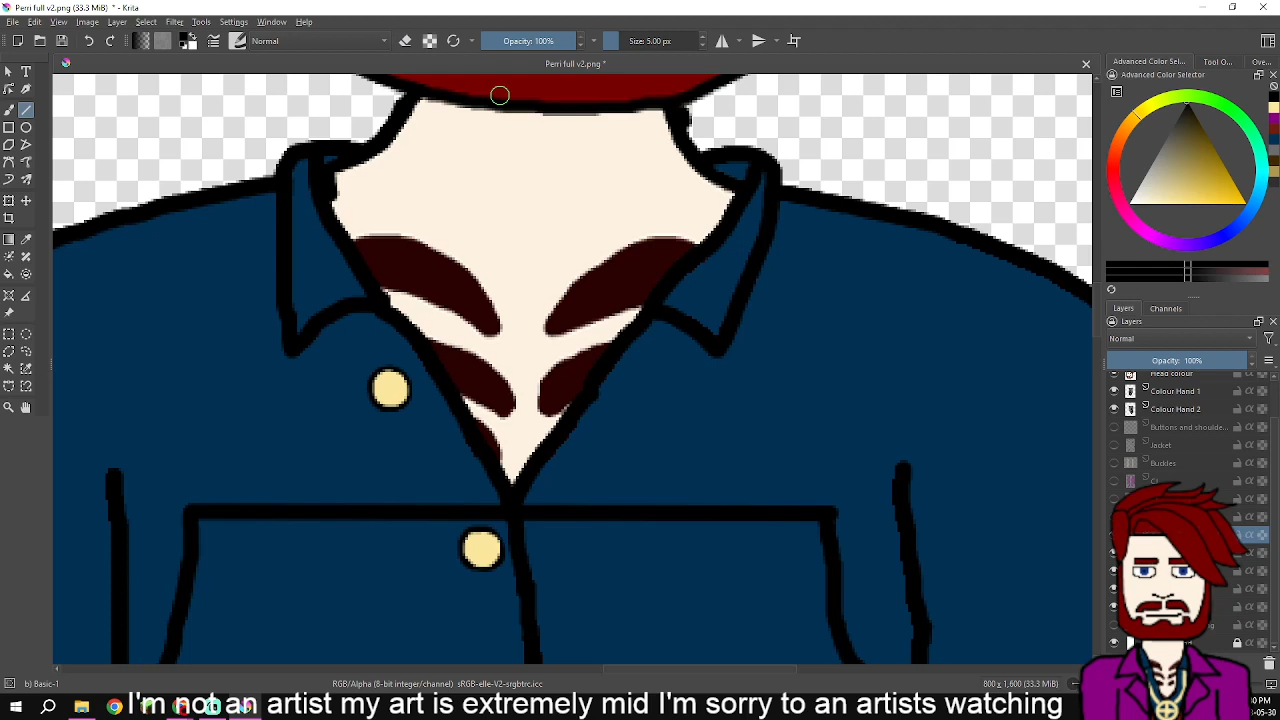 Perri full v2.png (33.3 MiB) * - Krita
File Edit View Image Layer Select Filter Tools Settings Window Help
Normal Opacity: 100% Size: 5.00 px
Perri full v2.png *
Advanced Color Sel... Tool O... Ove...
Advanced Color Selector
Layers Channels
Layers
Normal
Opacity: 100%
Head colour
Colour Hand 1
Colour Hand 2
Buttons and shoulde...
Jacket
Buckles
b) Basic-1 RGB/Alpha (8-bit integer/channel) sRGB-elle-V2-srgbtrc.icc 800 x 1,600 (33.3 MiB)
I'm not an artist my art is extremely mid I'm sorry to an artists watching